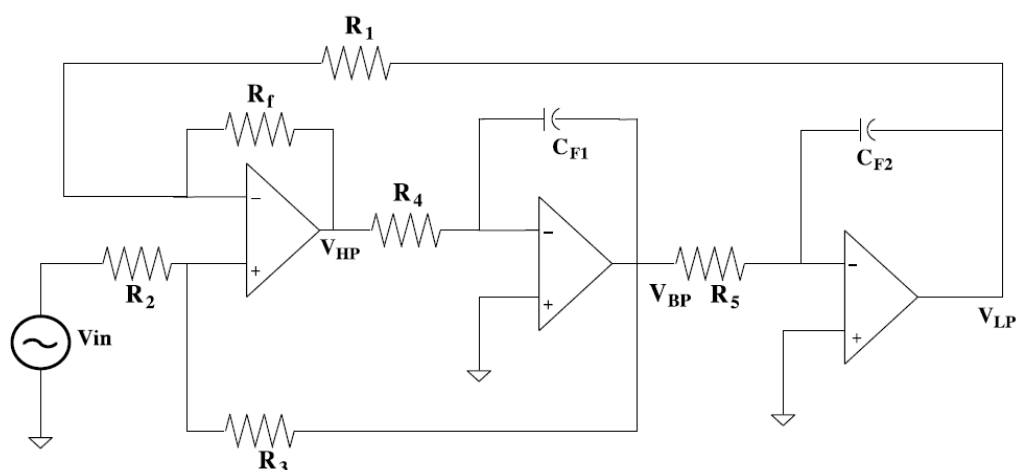 R1
Rf
CF1
CF2
R4
−
−
VHP
−
+
R2
VBP
R5
+
Vin
VLP
+
R3